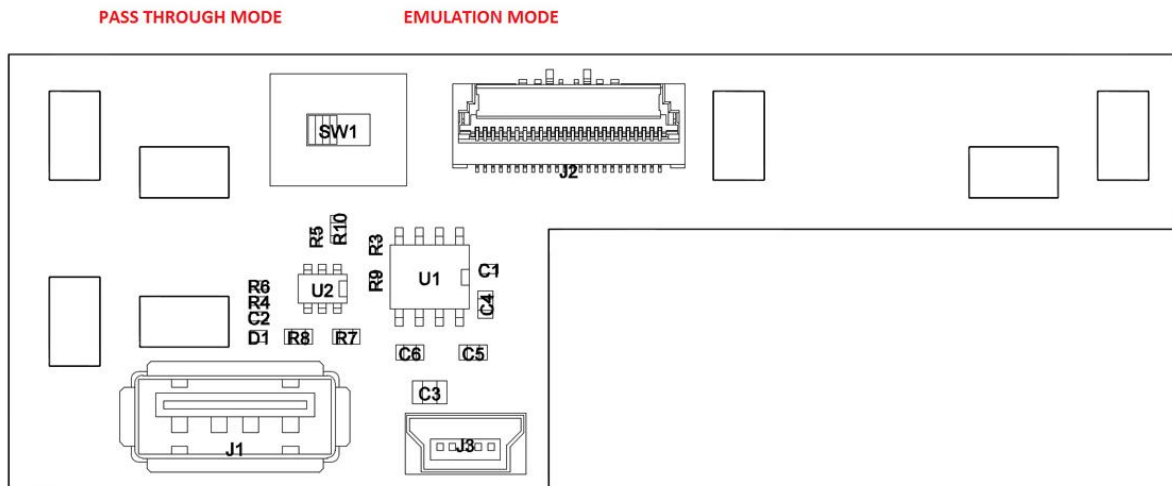 PASS THROUGH MODE EMULATION MODE
SW1
J2
R5
R10
R3
R9
U1
C1
C4
U2
R6
R4
C2
D1
R8
R7
C6
C5
C3
J1
J3